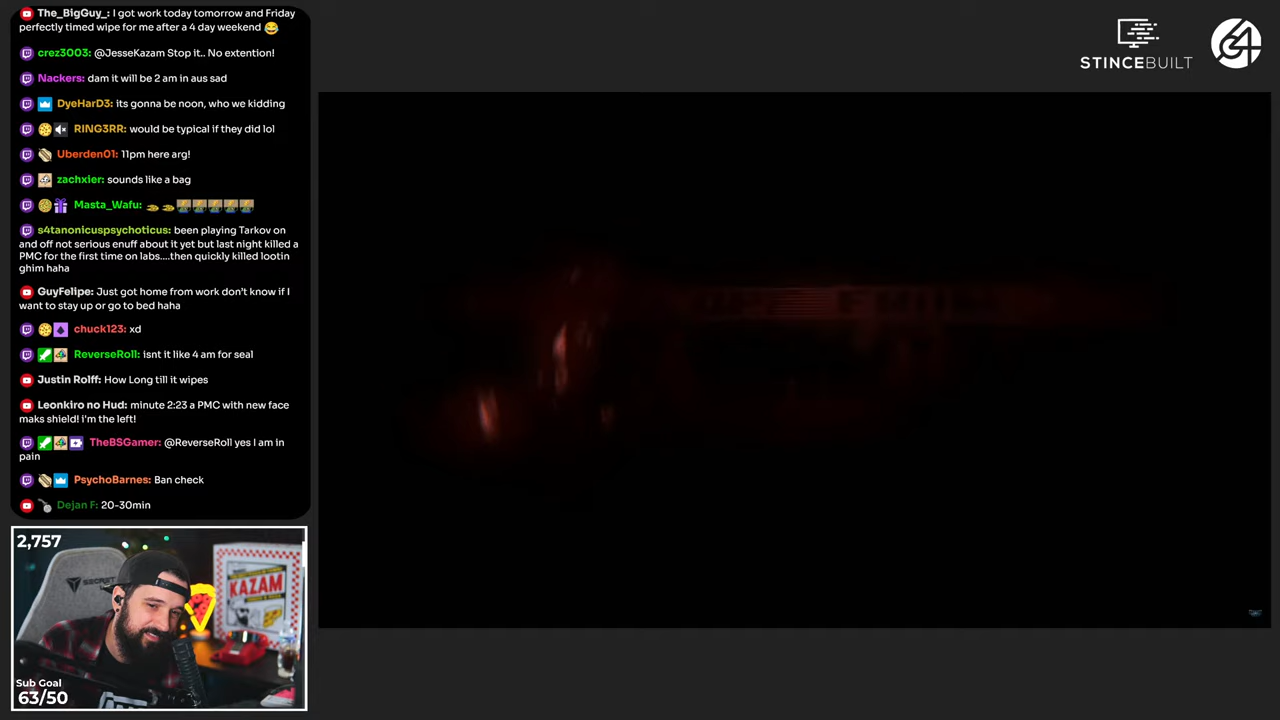 The_BigGuy_: I got work today tomorrow and Friday
perfectly timed wipe for me after a 4 day weekend 😂
crez3003: @JesseKazam Stop it.. No extention!
Nackers: dam it will be 2 am in aus sad
DyeHarD3: its gonna be noon, who we kidding
RING3RR: would be typical if they did lol
Uberden01: 11pm here arg!
zachxier: sounds like a bag
Masta_Wafu:
s4tanonicuspsychoticus: been playing Tarkov on
and off not serious enuff about it yet but last night killed a
PMC for the first time on labs....then quickly killed lootin
ghim haha
GuyFelipe: Just got home from work don't know if I
want to stay up or go to bed haha
chuck123: xd
ReverseRoll: isnt it like 4 am for seal
Justin Rolff: How Long till it wipes
Leonkiro no Hud: minute 2:23 a PMC with new face
maks shield! i'm the left!
TheBSGamer: @ReverseRoll yes I am in
pain
PsychoBarnes: Ban check
Dejan F: 20-30min
2,757
KAZAM
Sub Goal
63/50
STINCEBUILT
G4